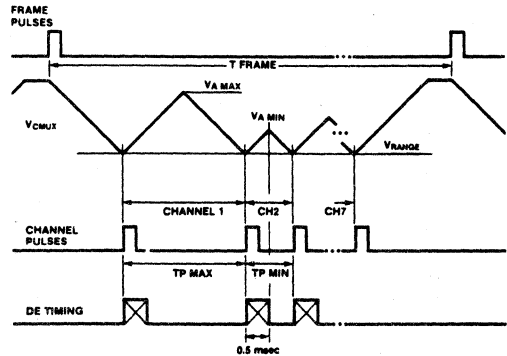 FRAME
PULSES
T FRAME
VA MAX
VA MIN
VCMUX
VRANGE
CHANNEL 1
CH2
CH7
CHANNEL
PULSES
TP MAX
TP MIN
DE TIMING
0.5 msec